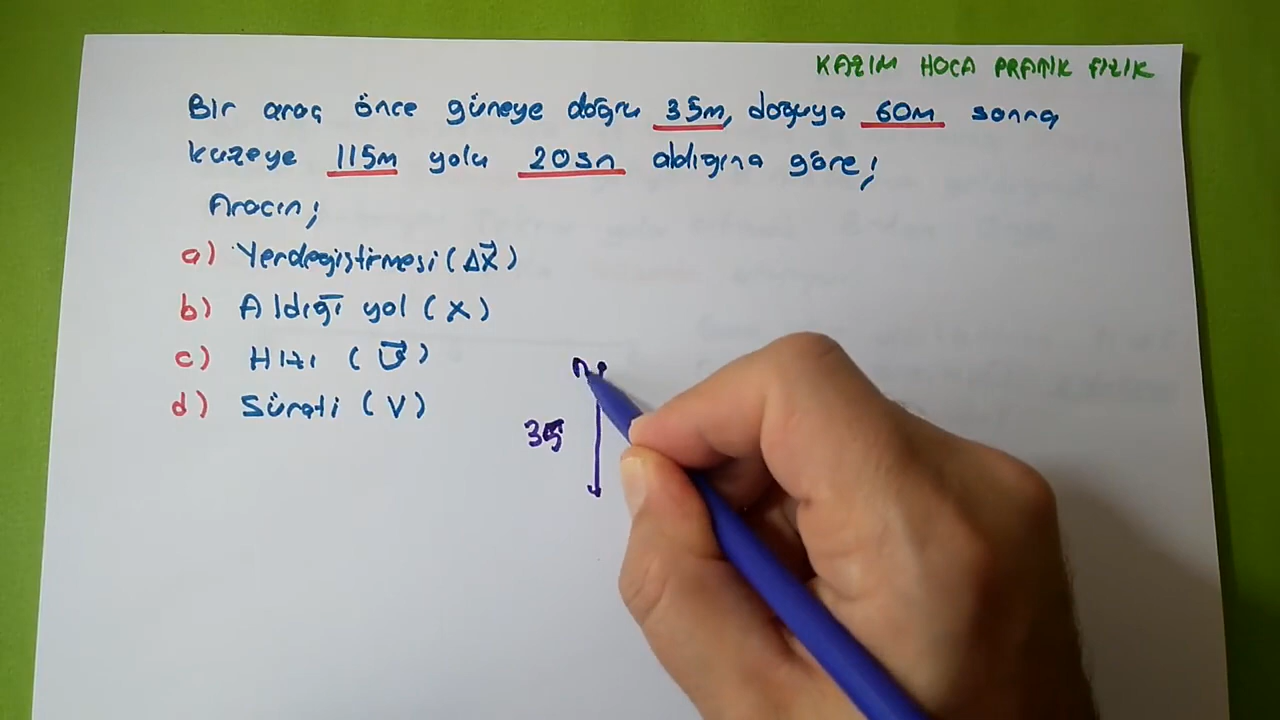 KAZIM HOCA PRATİK FİZİK
Bir araç önce güneye doğru 35m, doğuya 60m sonra
kuzeye 115m yolu 20sn aldığına göre;
Aracın;
a) Yerdeğiştirmesi (ΔX⃗)
b) Aldığı yol (X)
c) Hızı (V⃗)
d) Sürati (V)
35